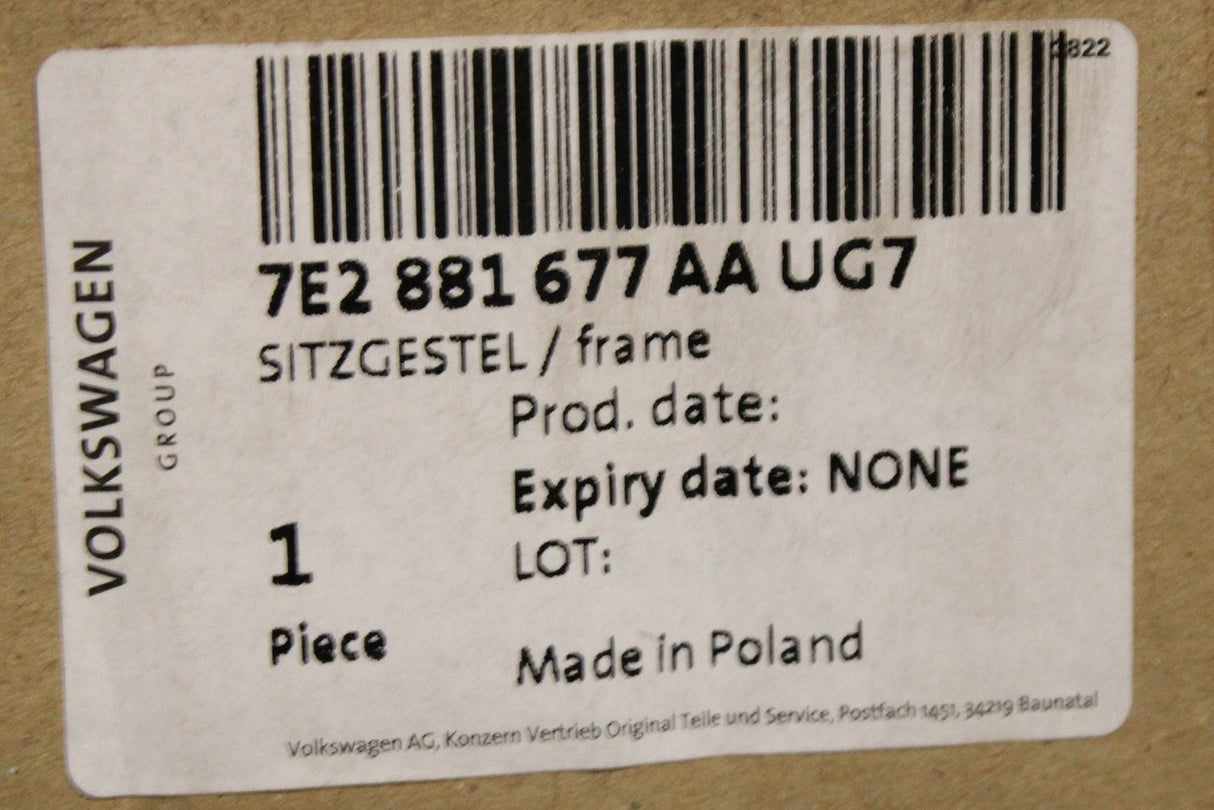 VOLKSWAGEN
GROUP
3822
7E2 881 677 AA UG7
SITZGESTEL / frame
Prod. date:
Expiry date: NONE
1
LOT:
Piece
Made in Poland
Volkswagen AG, Konzern Vertrieb Original Teile und Service, Postfach 1451, 34219 Baunatal